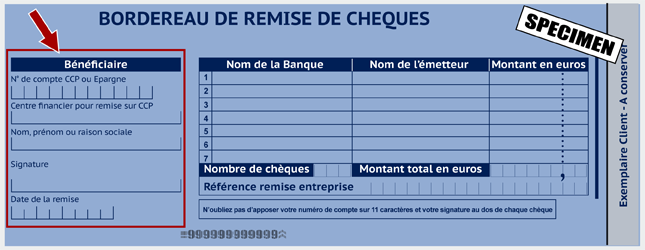 BORDEREAU DE REMISE DE CHEQUES
SPECIMEN
Bénéficiaire
N° de compte CCP ou Epargne
Centre financier pour remise sur CCP
Nom, prénom ou raison sociale
Signature
Date de la remise
Nom de la Banque Nom de l'émetteur Montant en euros
1
2
3
4
5
6
7
Nombre de chèques Montant total en euros ,
Référence remise entreprise
N'oubliez pas d'apposer votre numéro de compte sur 11 caractères et votre signature au dos de chaque chèque
Exemplaire Client - A conserver